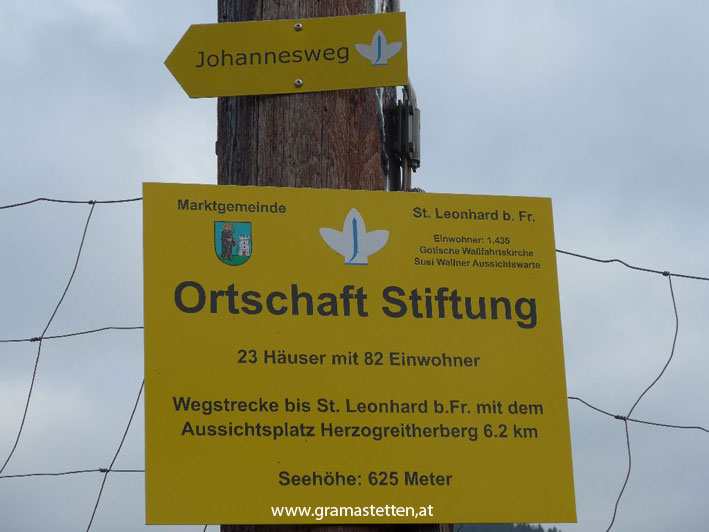 Johannesweg
Marktgemeinde
St. Leonhard b. Fr.
Einwohner: 1.435
Gotische Wallfahrtskirche
Susi Wallner Aussichtswarte
Ortschaft Stiftung
23 Häuser mit 82 Einwohner
Wegstrecke bis St. Leonhard b.Fr. mit dem
Aussichtsplatz Herzogreitherberg 6.2 km
Seehöhe: 625 Meter
www.gramastetten.at